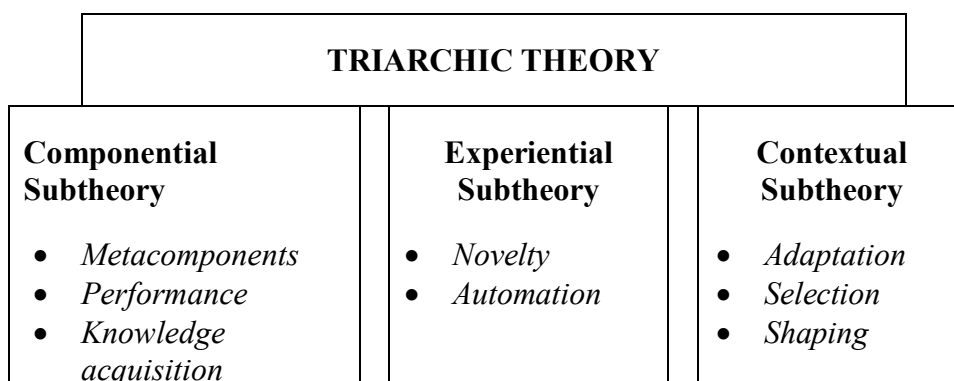 TRIARCHIC THEORY
Componential
Subtheory
• Metacomponents
• Performance
• Knowledge
acquisition
Experiential
Subtheory
• Novelty
• Automation
Contextual
Subtheory
• Adaptation
• Selection
• Shaping